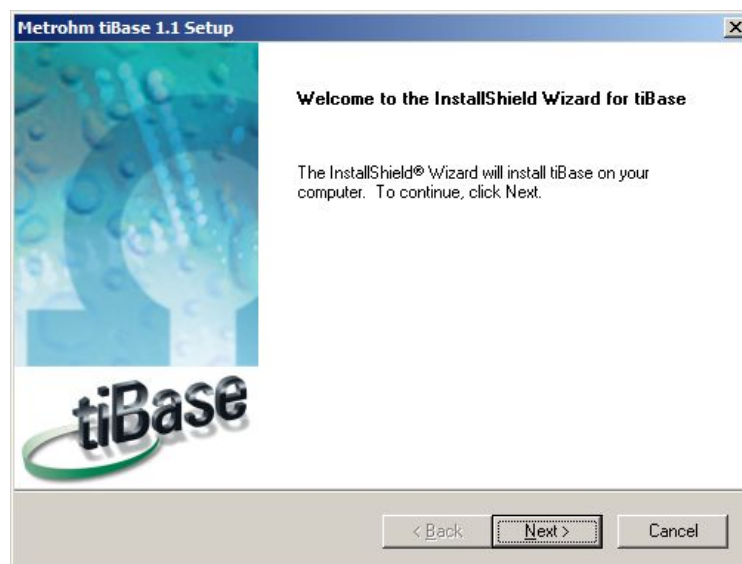 Metrohm tiBase 1.1 Setup
Welcome to the InstallShield Wizard for tiBase
The InstallShield® Wizard will install tiBase on your
computer. To continue, click Next.
tiBase
< Back
Next >
Cancel